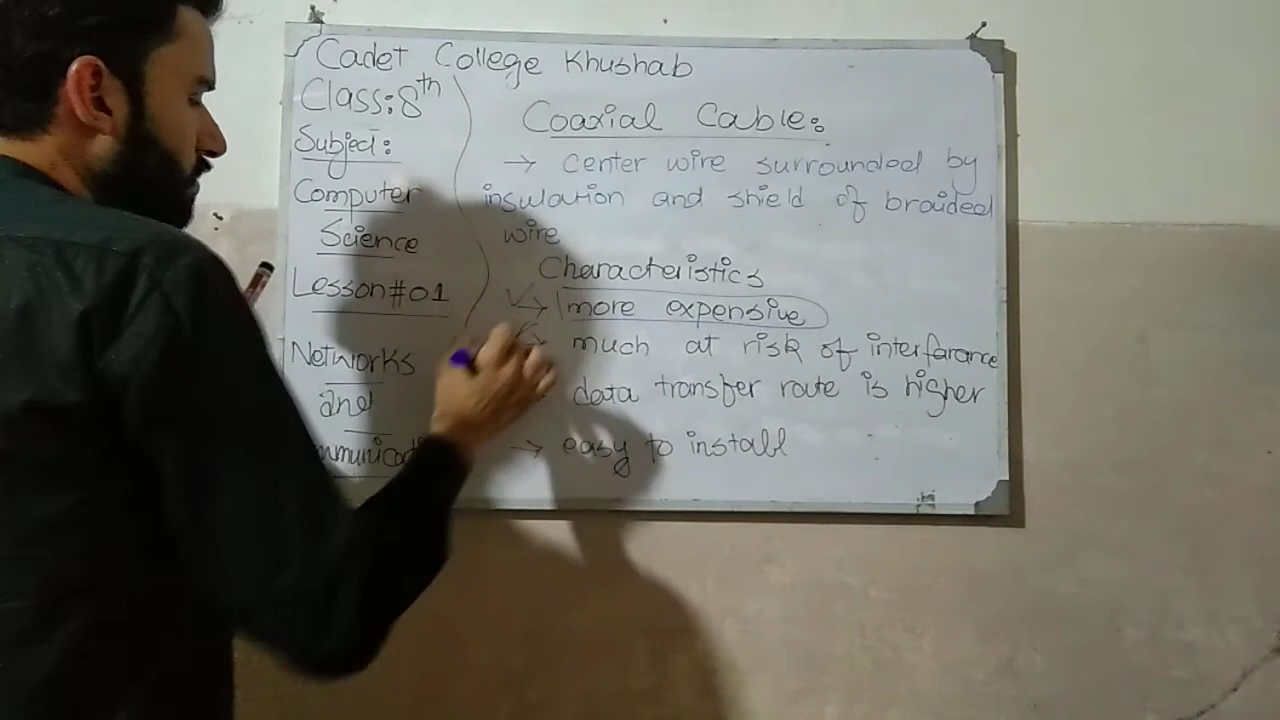 Cadet College Khushab
Class: 8th
Subject:
Computer
Science
Lesson#01
Networks
and
Coaxial Cable:
→ center wire surrounded by
insulation and shield of braided
wire
Characteristics
→ more expensive
→ much at risk of interfarance
data transfer rate is higher
→ easy to install